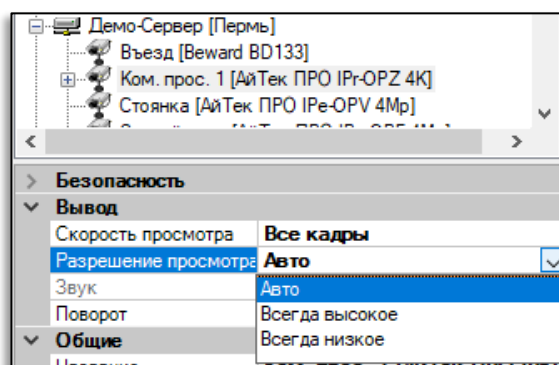 Демо-Сервер [Пермь]
Въезд [Beward BD133]
Ком. прос. 1 [АйТек ПРО IPr-OPZ 4K]
Стоянка [АйТек ПРО IPe-OPV 4Mp]
Безопасность
Вывод
Скорость просмотра Все кадры
Разрешение просмотра Авто
Звук Авто
Поворот Всегда высокое
Общие Всегда низкое